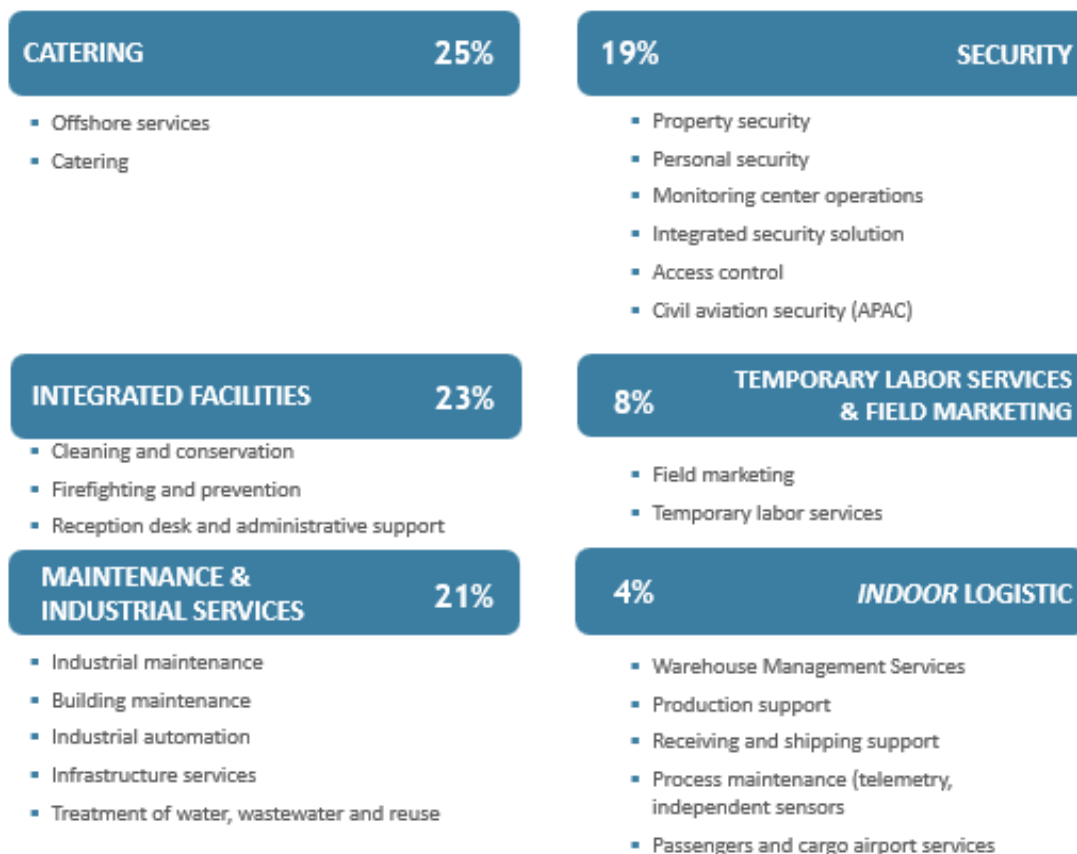 CATERING 25%
▪ Offshore services
▪ Catering
19% SECURITY
▪ Property security
▪ Personal security
▪ Monitoring center operations
▪ Integrated security solution
▪ Access control
▪ Civil aviation security (APAC)
INTEGRATED FACILITIES 23%
▪ Cleaning and conservation
▪ Firefighting and prevention
▪ Reception desk and administrative support
8% TEMPORARY LABOR SERVICES
& FIELD MARKETING
▪ Field marketing
▪ Temporary labor services
MAINTENANCE &
INDUSTRIAL SERVICES 21%
▪ Industrial maintenance
▪ Building maintenance
▪ Industrial automation
▪ Infrastructure services
▪ Treatment of water, wastewater and reuse
4% INDOOR LOGISTIC
▪ Warehouse Management Services
▪ Production support
▪ Receiving and shipping support
▪ Process maintenance (telemetry,
independent sensors
▪ Passengers and cargo airport services